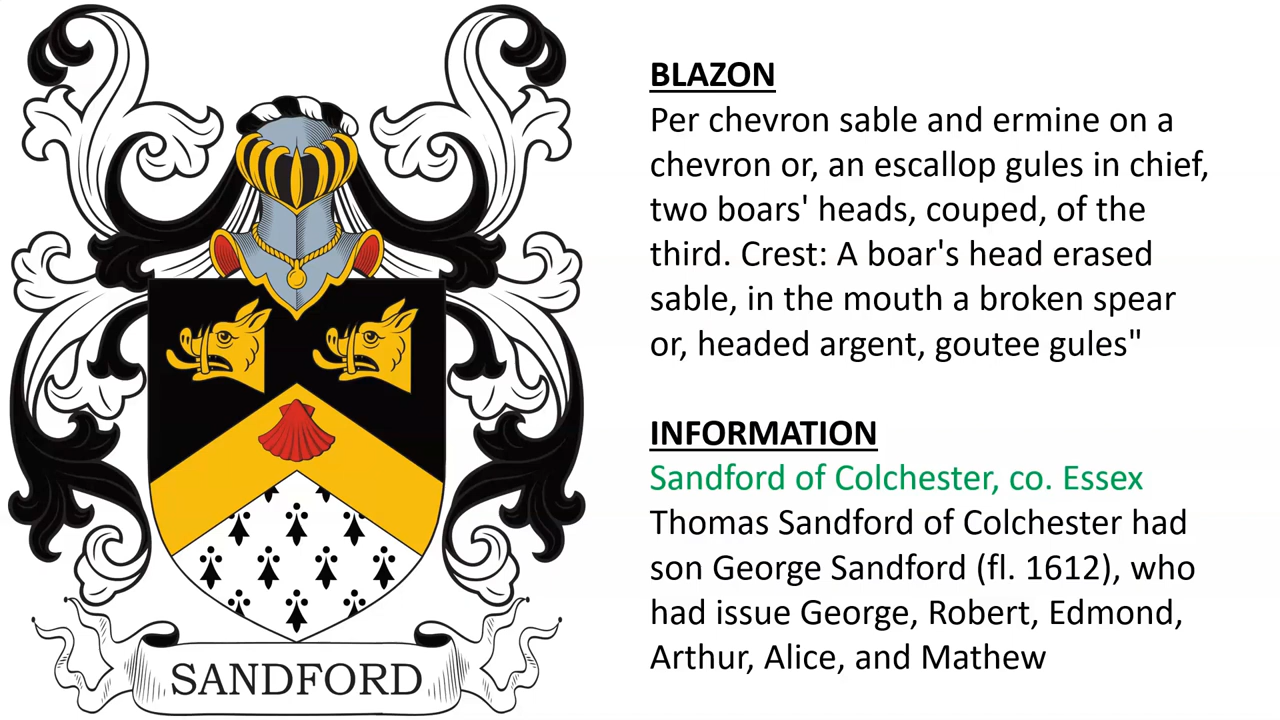 SANDFORD
BLAZON
Per chevron sable and ermine on a
chevron or, an escallop gules in chief,
two boars' heads, couped, of the
third. Crest: A boar's head erased
sable, in the mouth a broken spear
or, headed argent, goutee gules"
INFORMATION
Sandford of Colchester, co. Essex
Thomas Sandford of Colchester had
son George Sandford (fl. 1612), who
had issue George, Robert, Edmond,
Arthur, Alice, and Mathew